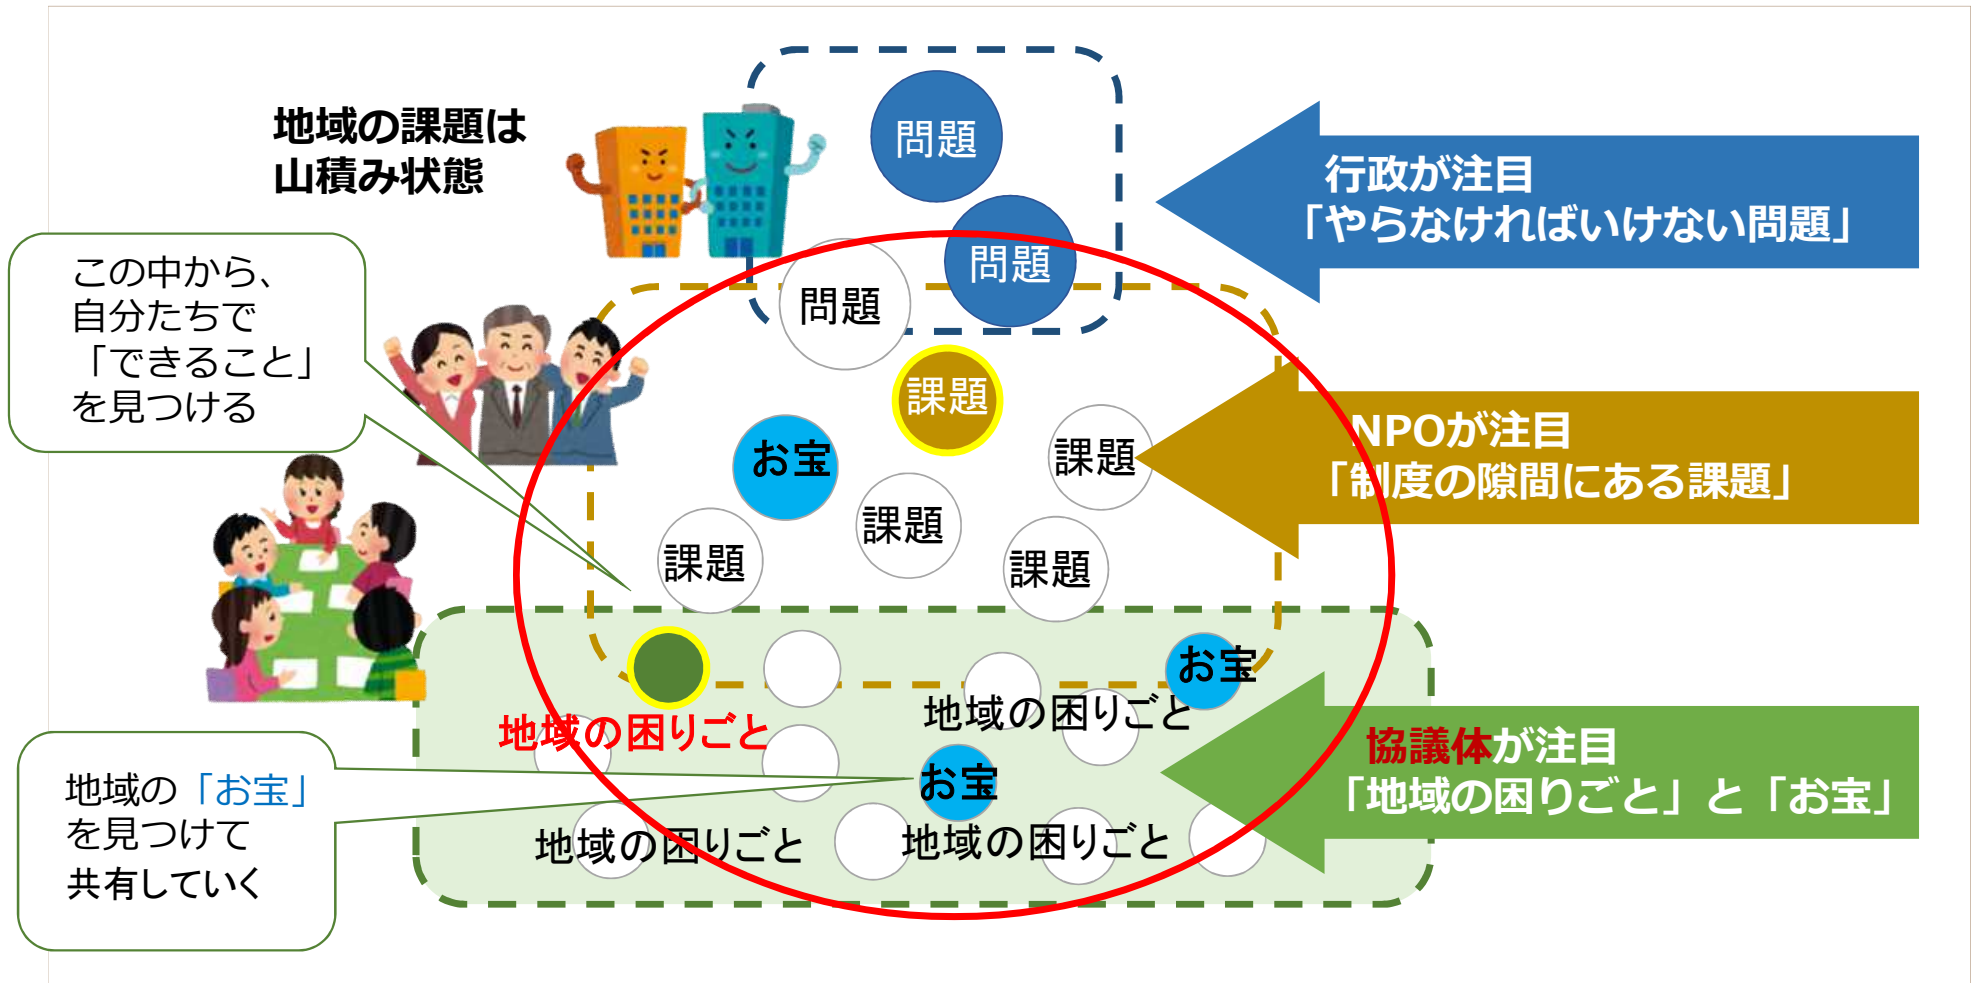 地域の課題は
山積み状態
問題
問題
問題
行政が注目
「やらなければいけない問題」
この中から、
自分たちで
「できること」
を見つける
課題
お宝
課題
課題
課題
課題
NPOが注目
「制度の隙間にある課題」
お宝
地域の困りごと
地域の困りごと
お宝
地域の困りごと
地域の困りごと
協議体が注目
「地域の困りごと」と「お宝」
地域の「お宝」
を見つけて
共有していく